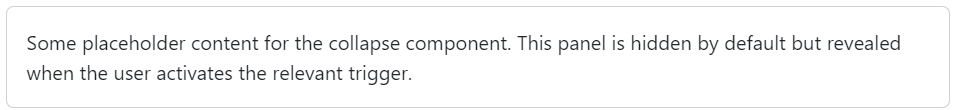 Some placeholder content for the collapse component. This panel is hidden by default but revealed
when the user activates the relevant trigger.